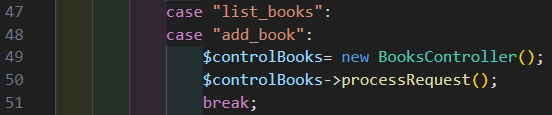 47 case "list_books":
48 case "add_book":
49 $controlBooks= new BooksController();
50 $controlBooks->processRequest();
51 break;